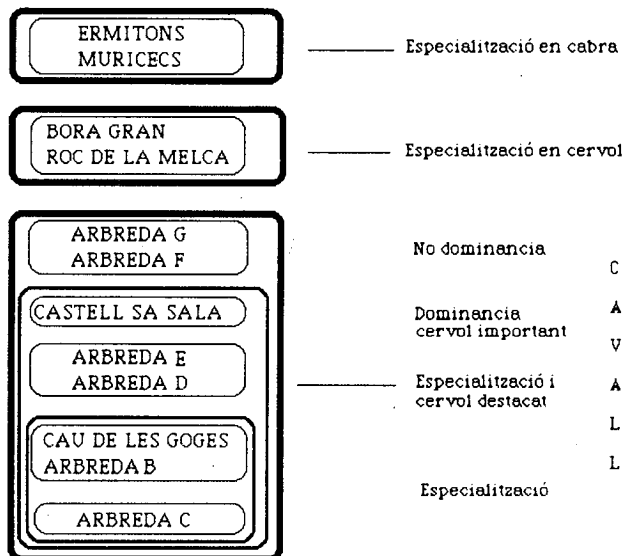 ERMITONS
MURICECS
Especialització en cabra
BORA GRAN
ROC DE LA MELCA
Especialització en cervol
ARBREDA G
ARBREDA F
No dominancia
CASTELL SA SALA
Dominancia
cervol important
ARBREDA E
ARBREDA D
Especialització i
cervol destacat
CAU DE LES GOGES
ARBREDA B
ARBREDA C
Especialització
C
A
V
A
L
L